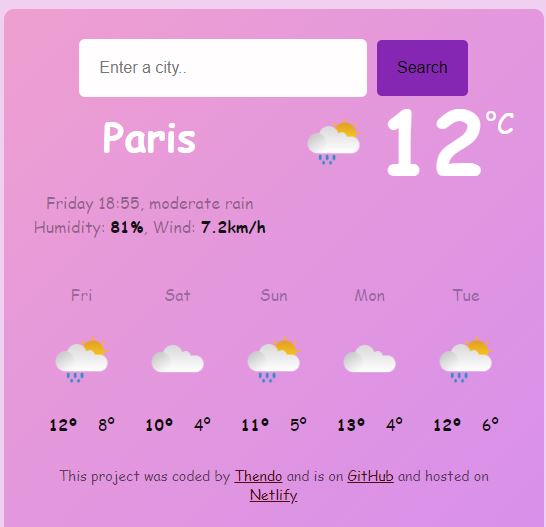 Enter a city..
Search
Paris
12°C
Friday 18:55, moderate rain
Humidity: 81%, Wind: 7.2km/h
Fri Sat Sun Mon Tue
12° 8° 10° 4° 11° 5° 13° 4° 12° 6°
This project was coded by Thendo and is on GitHub and hosted on
Netlify